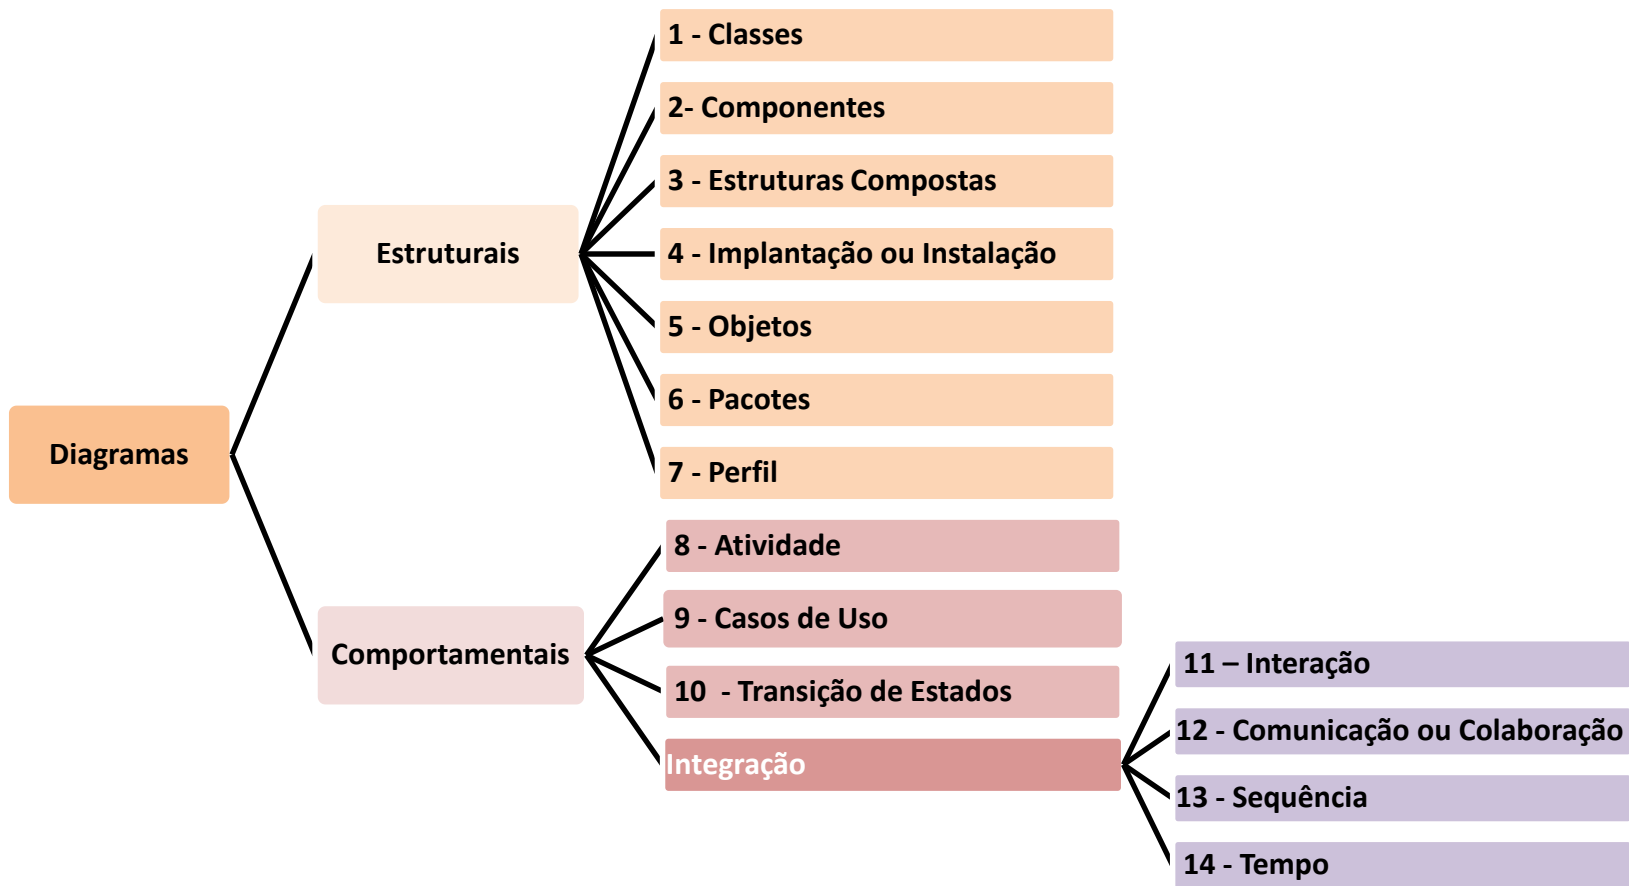 1 - Classes
2- Componentes
3 - Estruturas Compostas
Estruturais
4 - Implantação ou Instalação
5 - Objetos
6 - Pacotes
Diagramas
7 - Perfil
8 - Atividade
9 - Casos de Uso
Comportamentais
10  - Transição de Estados
Integração
11 – Interação
12 - Comunicação ou Colaboração
13 - Sequência
14 - Tempo